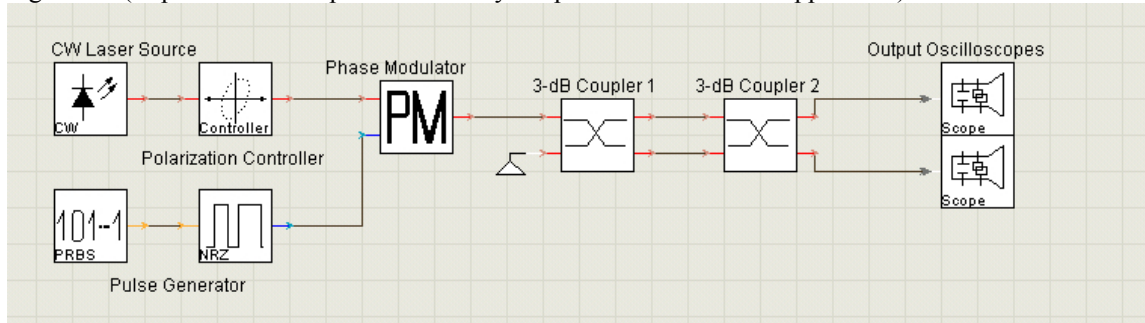 CW Laser Source
Output Oscilloscopes
Phase Modulator
3-dB Coupler 1
3-dB Coupler 2
CW
Controller
PM
Scope
Polarization Controller
101--1
PRBS
NRZ
Scope
Pulse Generator